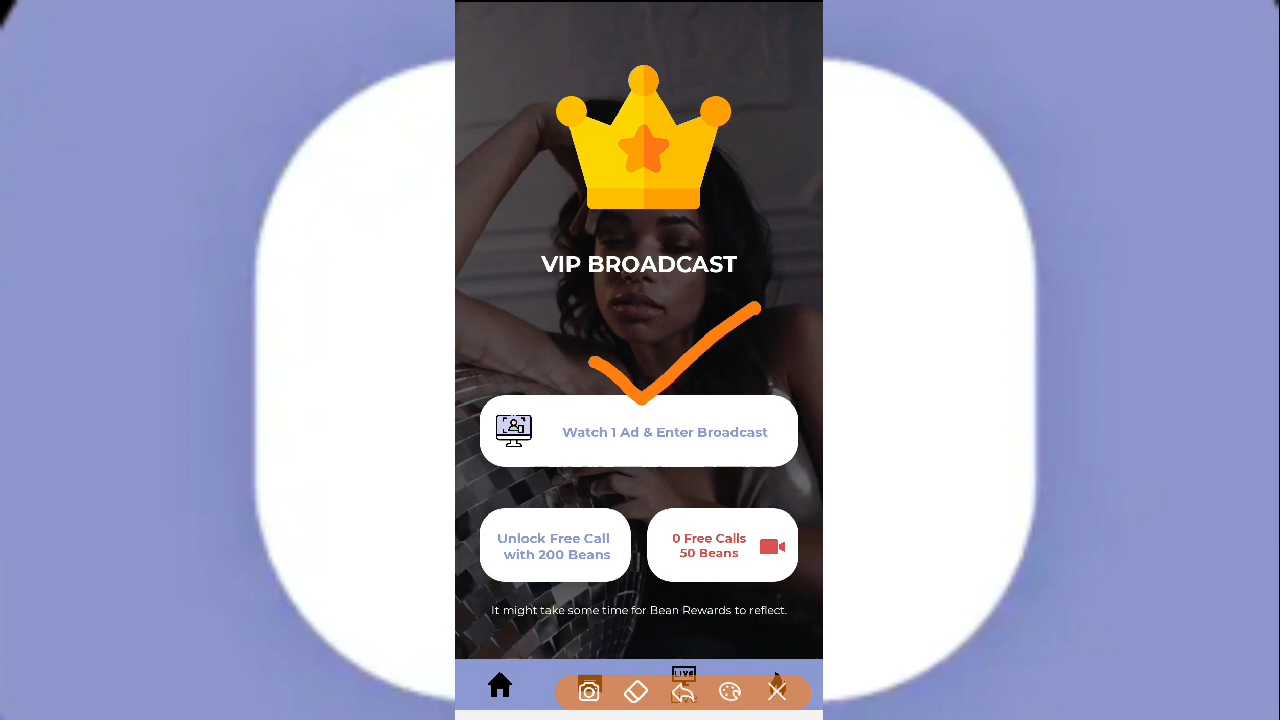 VIP BROADCAST
Watch 1 Ad & Enter Broadcast
Unlock Free Call
with 200 Beans
0 Free Calls
50 Beans
It might take some time for Bean Rewards to reflect.
LIVE